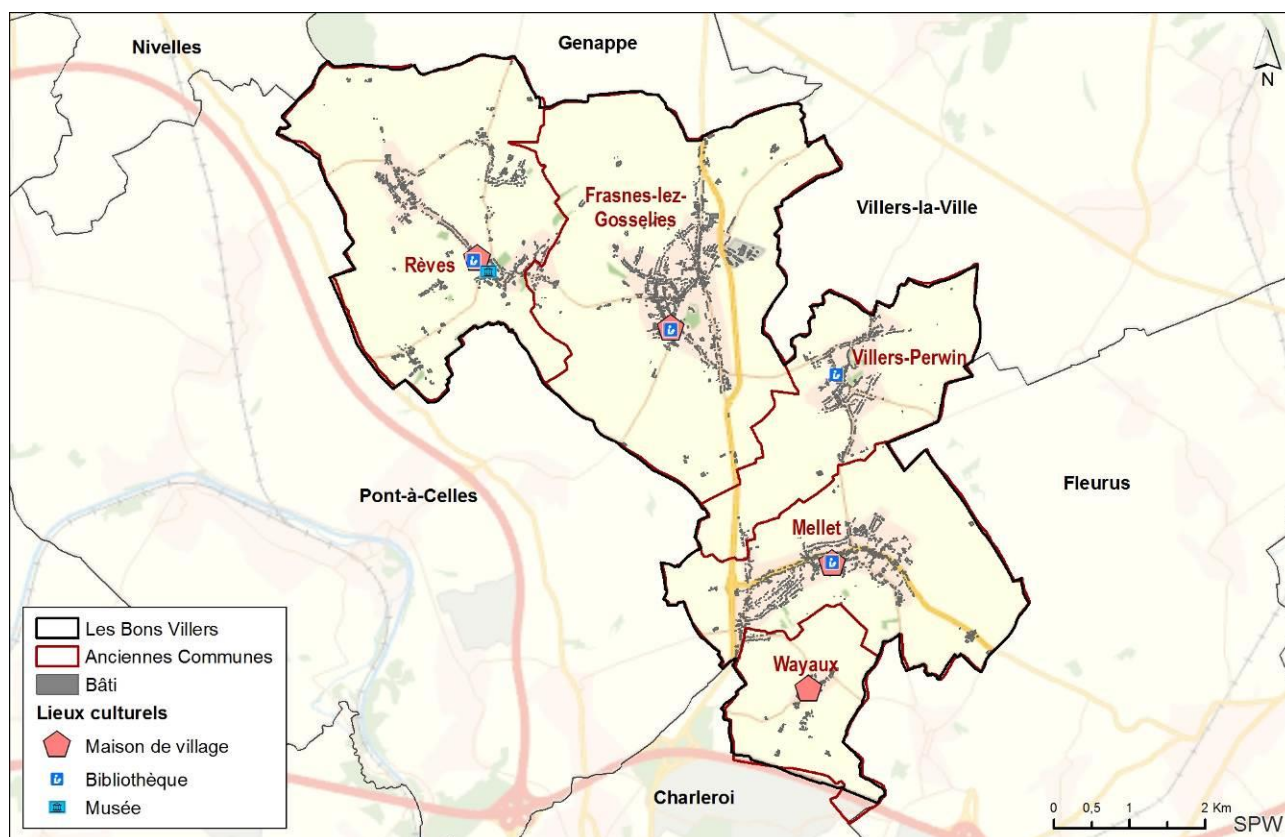 Nivelles
Genappe
N
Frasnes-lez-
Gosselies
Villers-la-Ville
Rèves
Villers-Perwin
Pont-à-Celles
Fleurus
Mellet
Wayaux
Charleroi
Les Bons Villers
Anciennes Communes
Bâti
Lieux culturels
Maison de village
Bibliothèque
Musée
0 0,5 1 2 Km
SPW